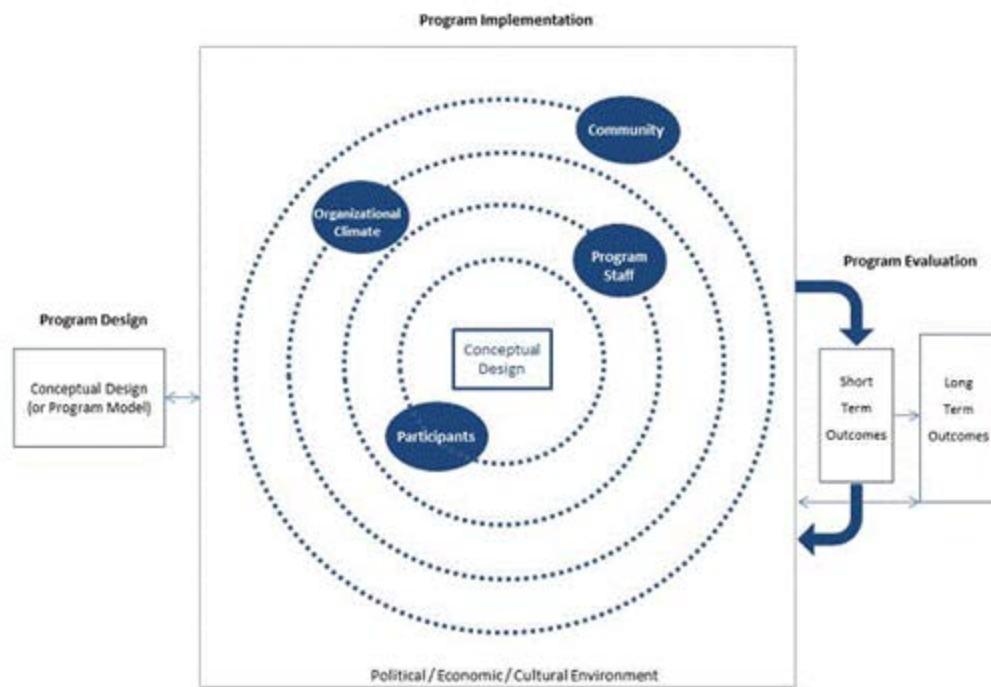 Program Implementation
Community
Organizational
Climate
Program
Staff
Program Evaluation
Program Design
Conceptual Design
(or Program Model)
Conceptual
Design
Participants
Short
Term
Outcomes
Long
Term
Outcomes
Political / Economic / Cultural Environment